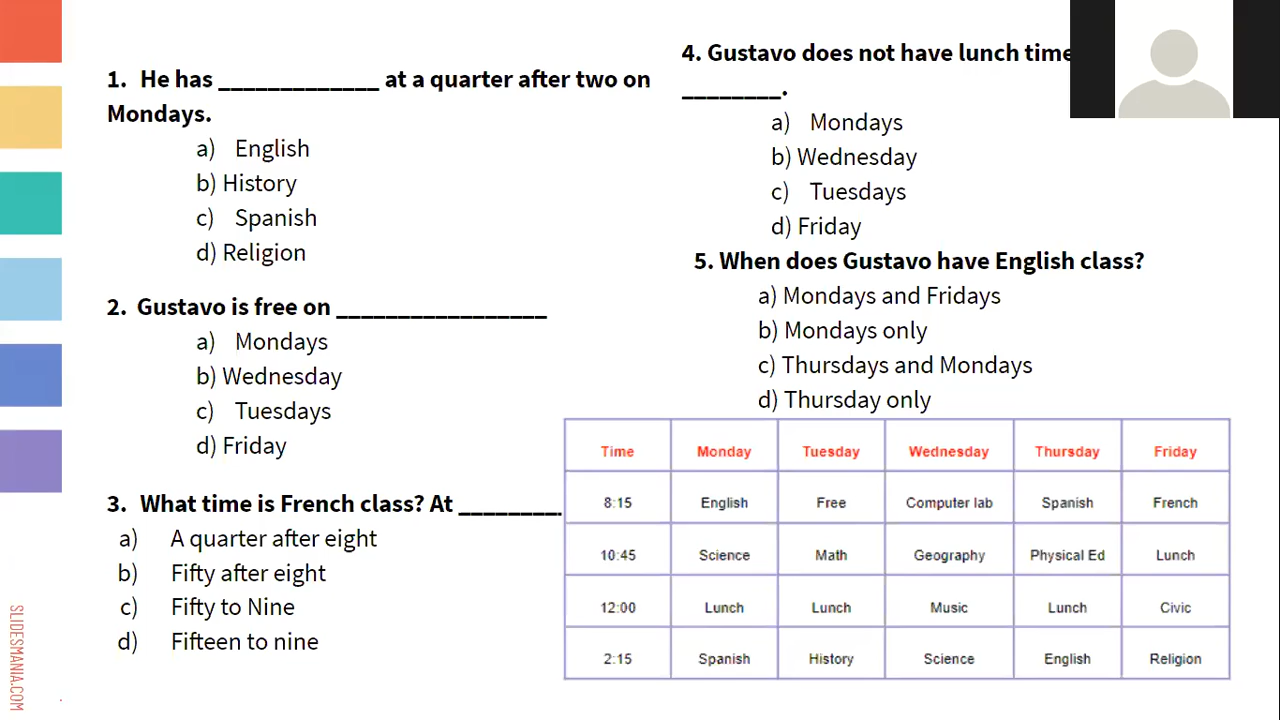 1. He has _____________ at a quarter after two on
Mondays.
a) English
b) History
c) Spanish
d) Religion
2. Gustavo is free on _________________
a) Mondays
b) Wednesday
c) Tuesdays
d) Friday
3. What time is French class? At _________
a) A quarter after eight
b) Fifty after eight
c) Fifty to Nine
d) Fifteen to nine
4. Gustavo does not have lunch time
________.
a) Mondays
b) Wednesday
c) Tuesdays
d) Friday
5. When does Gustavo have English class?
a) Mondays and Fridays
b) Mondays only
c) Thursdays and Mondays
d) Thursday only
Time Monday Tuesday Wednesday Thursday Friday
8:15 English Free Computer lab Spanish French
10:45 Science Math Geography Physical Ed Lunch
12:00 Lunch Lunch Music Lunch Civic
2:15 Spanish History Science English Religion
SLIDESMANIA.COM